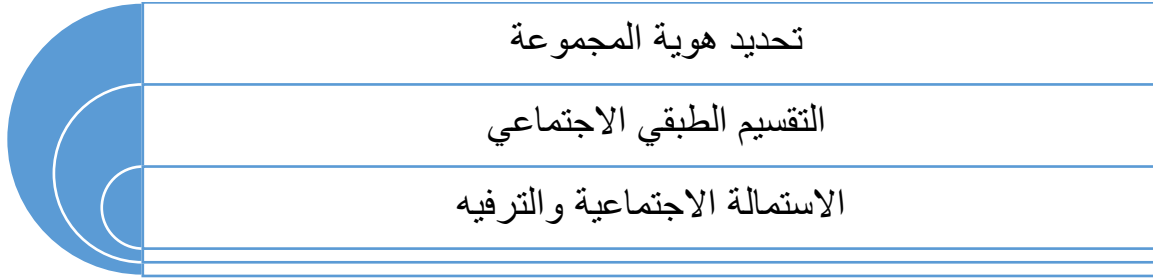 تحديد هوية المجموعة
التقسيم الطبقي الاجتماعي
الاستمالة الاجتماعية والترفيه